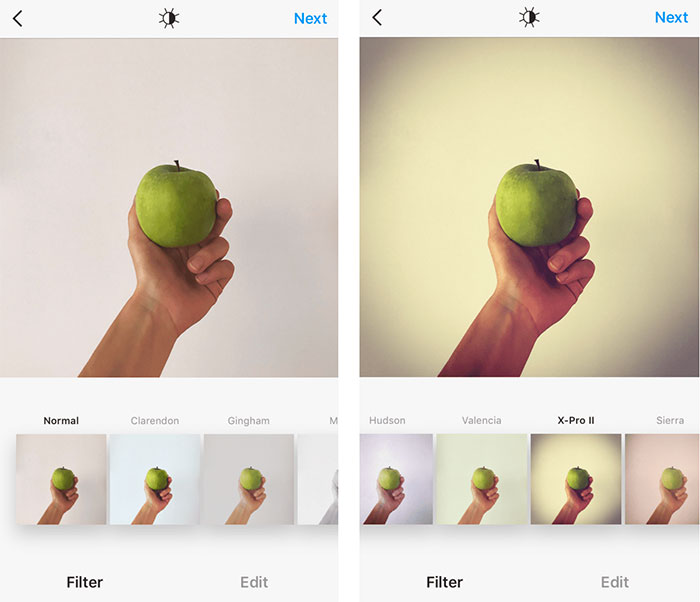 Next
Normal Clarendon Gingham M
Filter Edit
Next
Hudson Valencia X-Pro II Sierra
Filter Edit